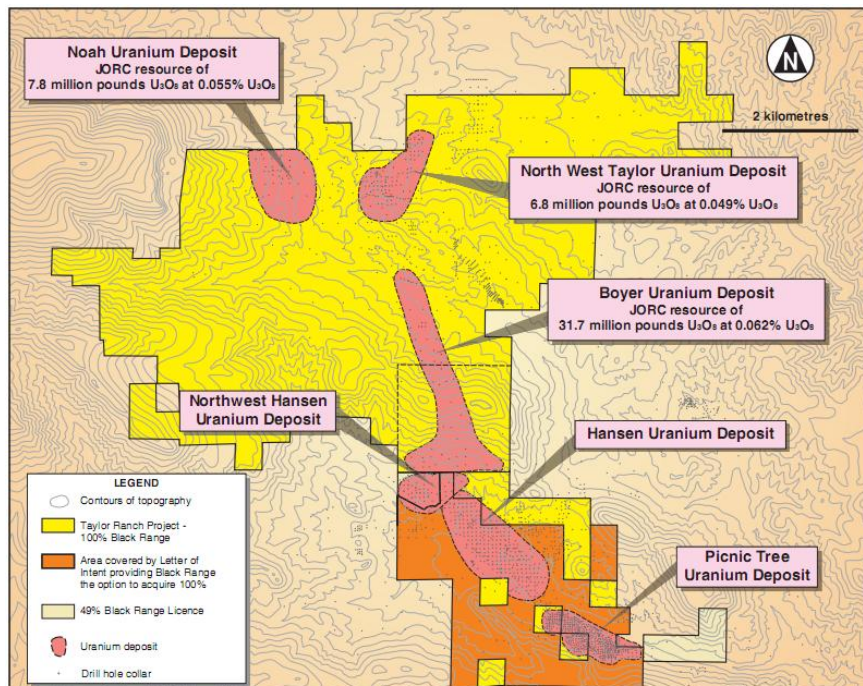 Noah Uranium Deposit
JORC resource of
7.8 million pounds U₃O₈ at 0.055% U₃O₈
N
2 kilometres
North West Taylor Uranium Deposit
JORC resource of
6.8 million pounds U₃O₈ at 0.049% U₃O₈
Boyer Uranium Deposit
JORC resource of
31.7 million pounds U₃O₈ at 0.062% U₃O₈
Northwest Hansen
Uranium Deposit
Hansen Uranium Deposit
Picnic Tree
Uranium Deposit
LEGEND
Contours of topography
Taylor Ranch Project -
100% Black Range
Area covered by Letter of
Intent providing Black Range
the option to acquire 100%
49% Black Range Licence
Uranium deposit
Drill hole collar